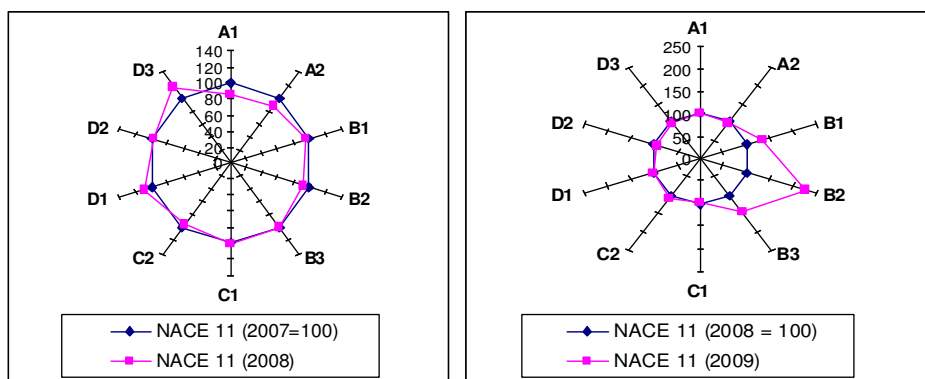 A1
140
120
100
80
60
40
20
0
A2
B1
B2
B3
C1
C2
D1
D2
D3
NACE 11 (2007=100)
NACE 11 (2008)
A1
250
200
150
100
50
0
A2
B1
B2
B3
C1
C2
D1
D2
D3
NACE 11 (2008 = 100)
NACE 11 (2009)